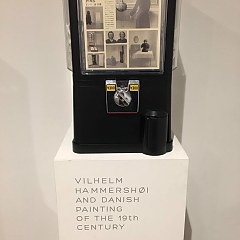 VILHELM
HAMMERSHØI
AND DANISH
PAINTING
OF THE 19th
CENTURY